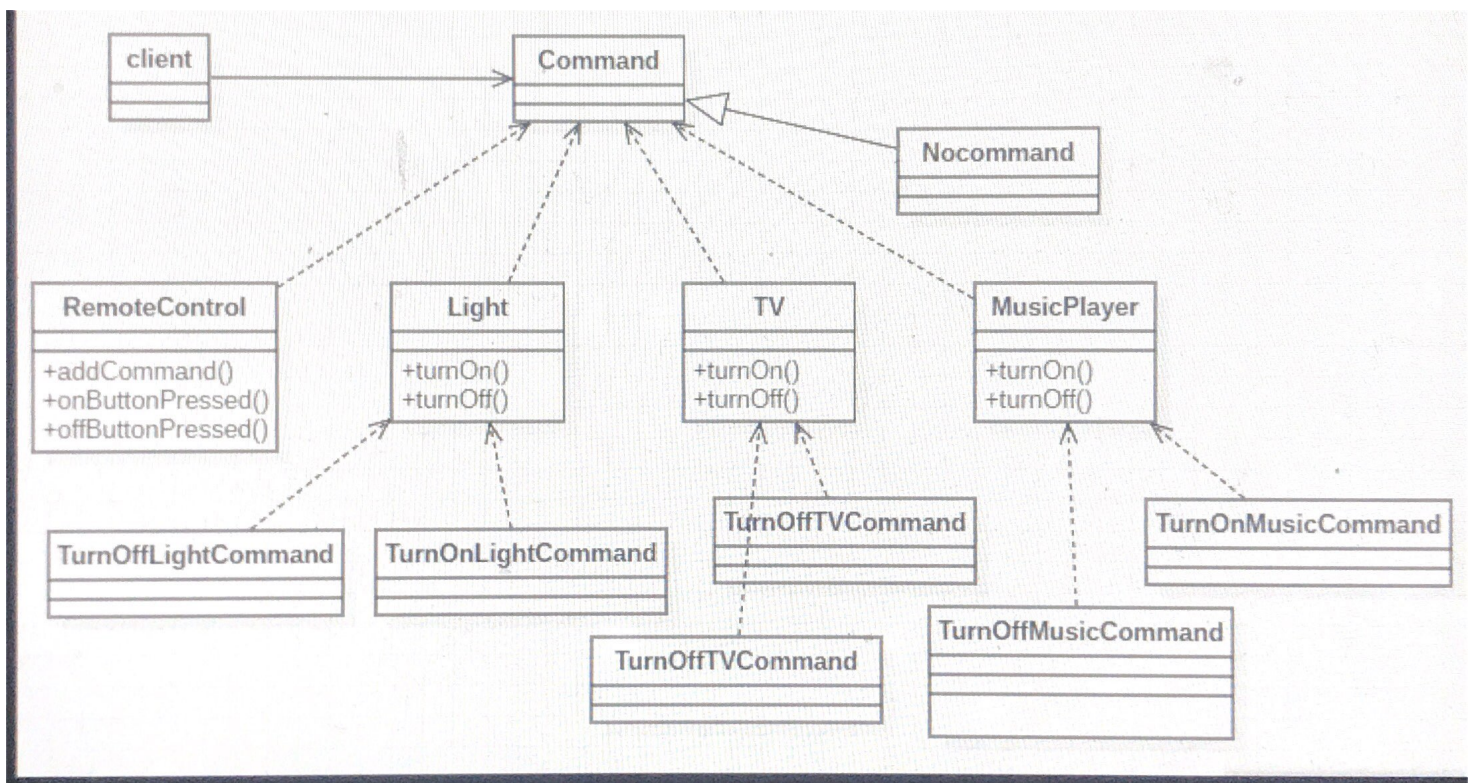 client
Command
Nocommand
RemoteControl
+addCommand()
+onButtonPressed()
+offButtonPressed()
Light
+turnOn()
+turnOff()
TV
+turnOn()
+turnOff()
MusicPlayer
+turnOn()
+turnOff()
TurnOffLightCommand
TurnOnLightCommand
TurnOffTVCommand
TurnOnMusicCommand
TurnOffTVCommand
TurnOffMusicCommand